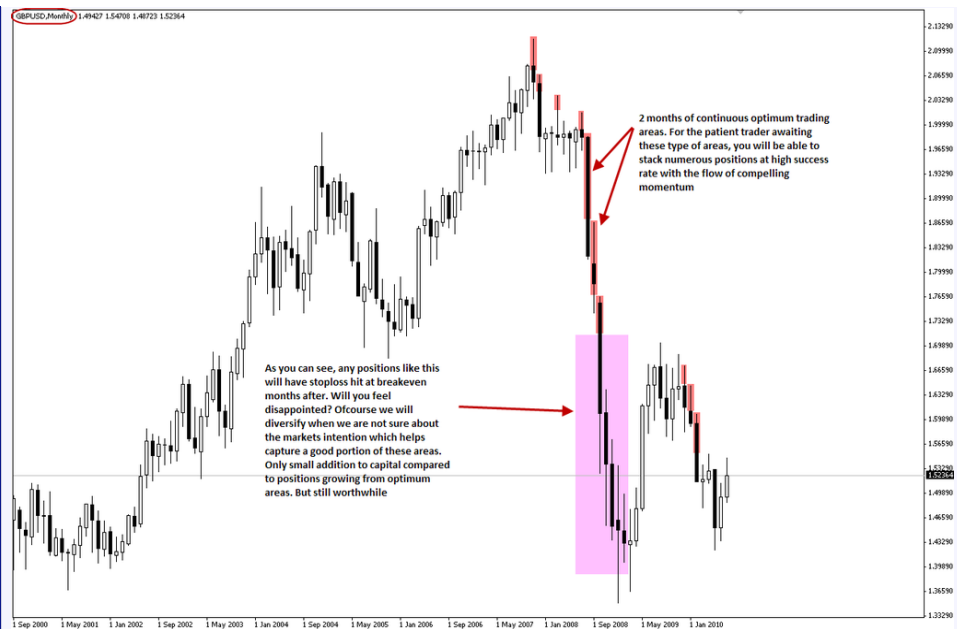 GBPUSD,Monthly 1.49427 1.54708 1.48723 1.52364
2.13290
2.09990
2.06590
2.03290
1.99990
1.96590
1.93290
1.89990
1.86590
1.83290
1.79990
1.76590
1.73290
1.69890
1.66590
1.63290
1.59890
1.56590
1.53290
1.52364
1.49890
1.46590
1.43290
1.39890
1.36590
1.33290
2 months of continuous optimum trading
areas. For the patient trader awaiting
these type of areas, you will be able to
stack numerous positions at high success
rate with the flow of compelling
momentum
As you can see, any positions like this
will have stoploss hit at breakeven
months after. Will you feel
disappointed? Ofcourse we will
diversify when we are not sure about
the markets intention which helps
capture a good portion of these areas.
Only small addition to capital compared
to positions growing from optimum
areas. But still worthwhile
1 Sep 2000 1 May 2001 1 Jan 2002 1 Sep 2002 1 May 2003 1 Jan 2004 1 Sep 2004 1 May 2005 1 Jan 2006 1 Sep 2006 1 May 2007 1 Jan 2008 1 Sep 2008 1 May 2009 1 Jan 2010